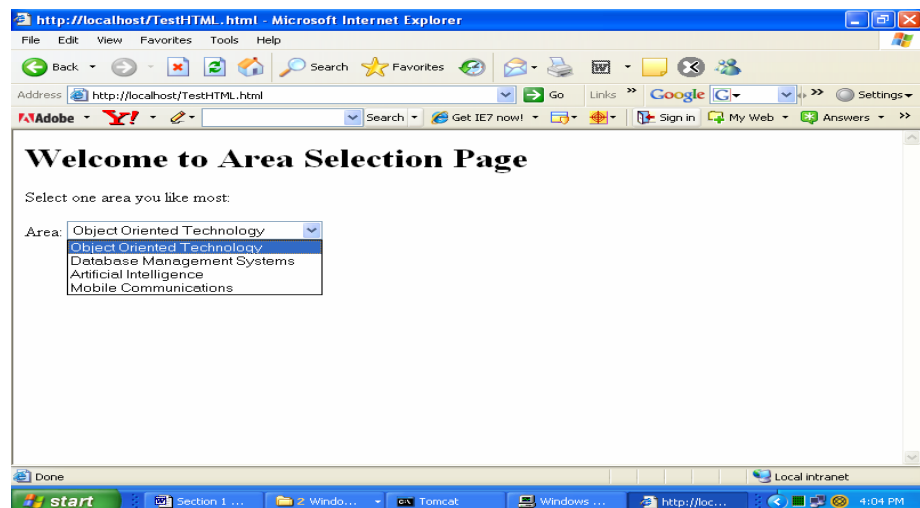 http://localhost/TestHTML.html - Microsoft Internet Explorer
File Edit View Favorites Tools Help
Back Search Favorites
Address http://localhost/TestHTML.html Go Links » Google G Settings
Adobe Y! Search Get IE7 now! Sign in My Web Answers »
Welcome to Area Selection Page
Select one area you like most:
Area: Object Oriented Technology
Object Oriented Technology
Database Management Systems
Artificial Intelligence
Mobile Communications
Done Local intranet
start Section 1 ... 2 Windo... Tomcat Windows ... http://loc... 4:04 PM